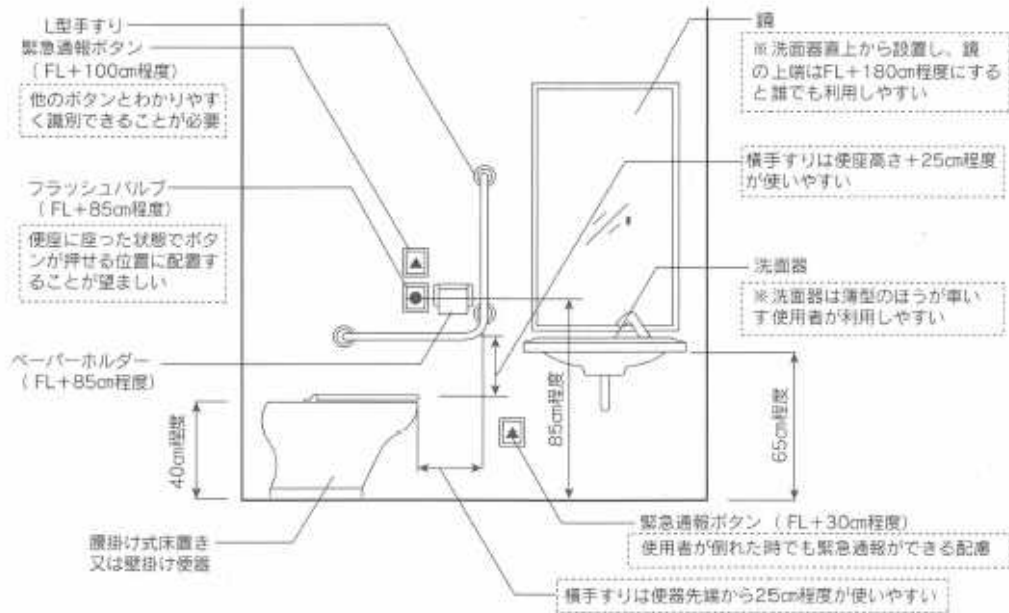 L型手すり
緊急通報ボタン
（FL+100cm程度）
他のボタンとわかりやす
く識別できることが必要
フラッシュバルブ
（FL+85cm程度）
便座に座った状態でボタ
ンが押せる位置に配置す
ることが望ましい
ペーパーホルダー
（FL+85cm程度）
40cm程度
腰掛け式床置き
又は壁掛け便器
鏡
※洗面器直上から設置し、鏡
の上端はFL+180cm程度にする
と誰でも利用しやすい
横手すりは便座高さ+25cm程度
が使いやすい
洗面器
※洗面器は薄型のほうが車い
す使用者が利用しやすい
85cm程度
65cm程度
緊急通報ボタン（FL+30cm程度）
使用者が倒れた時でも緊急通報ができる配慮
横手すりは便器先端から25cm程度が使いやすい